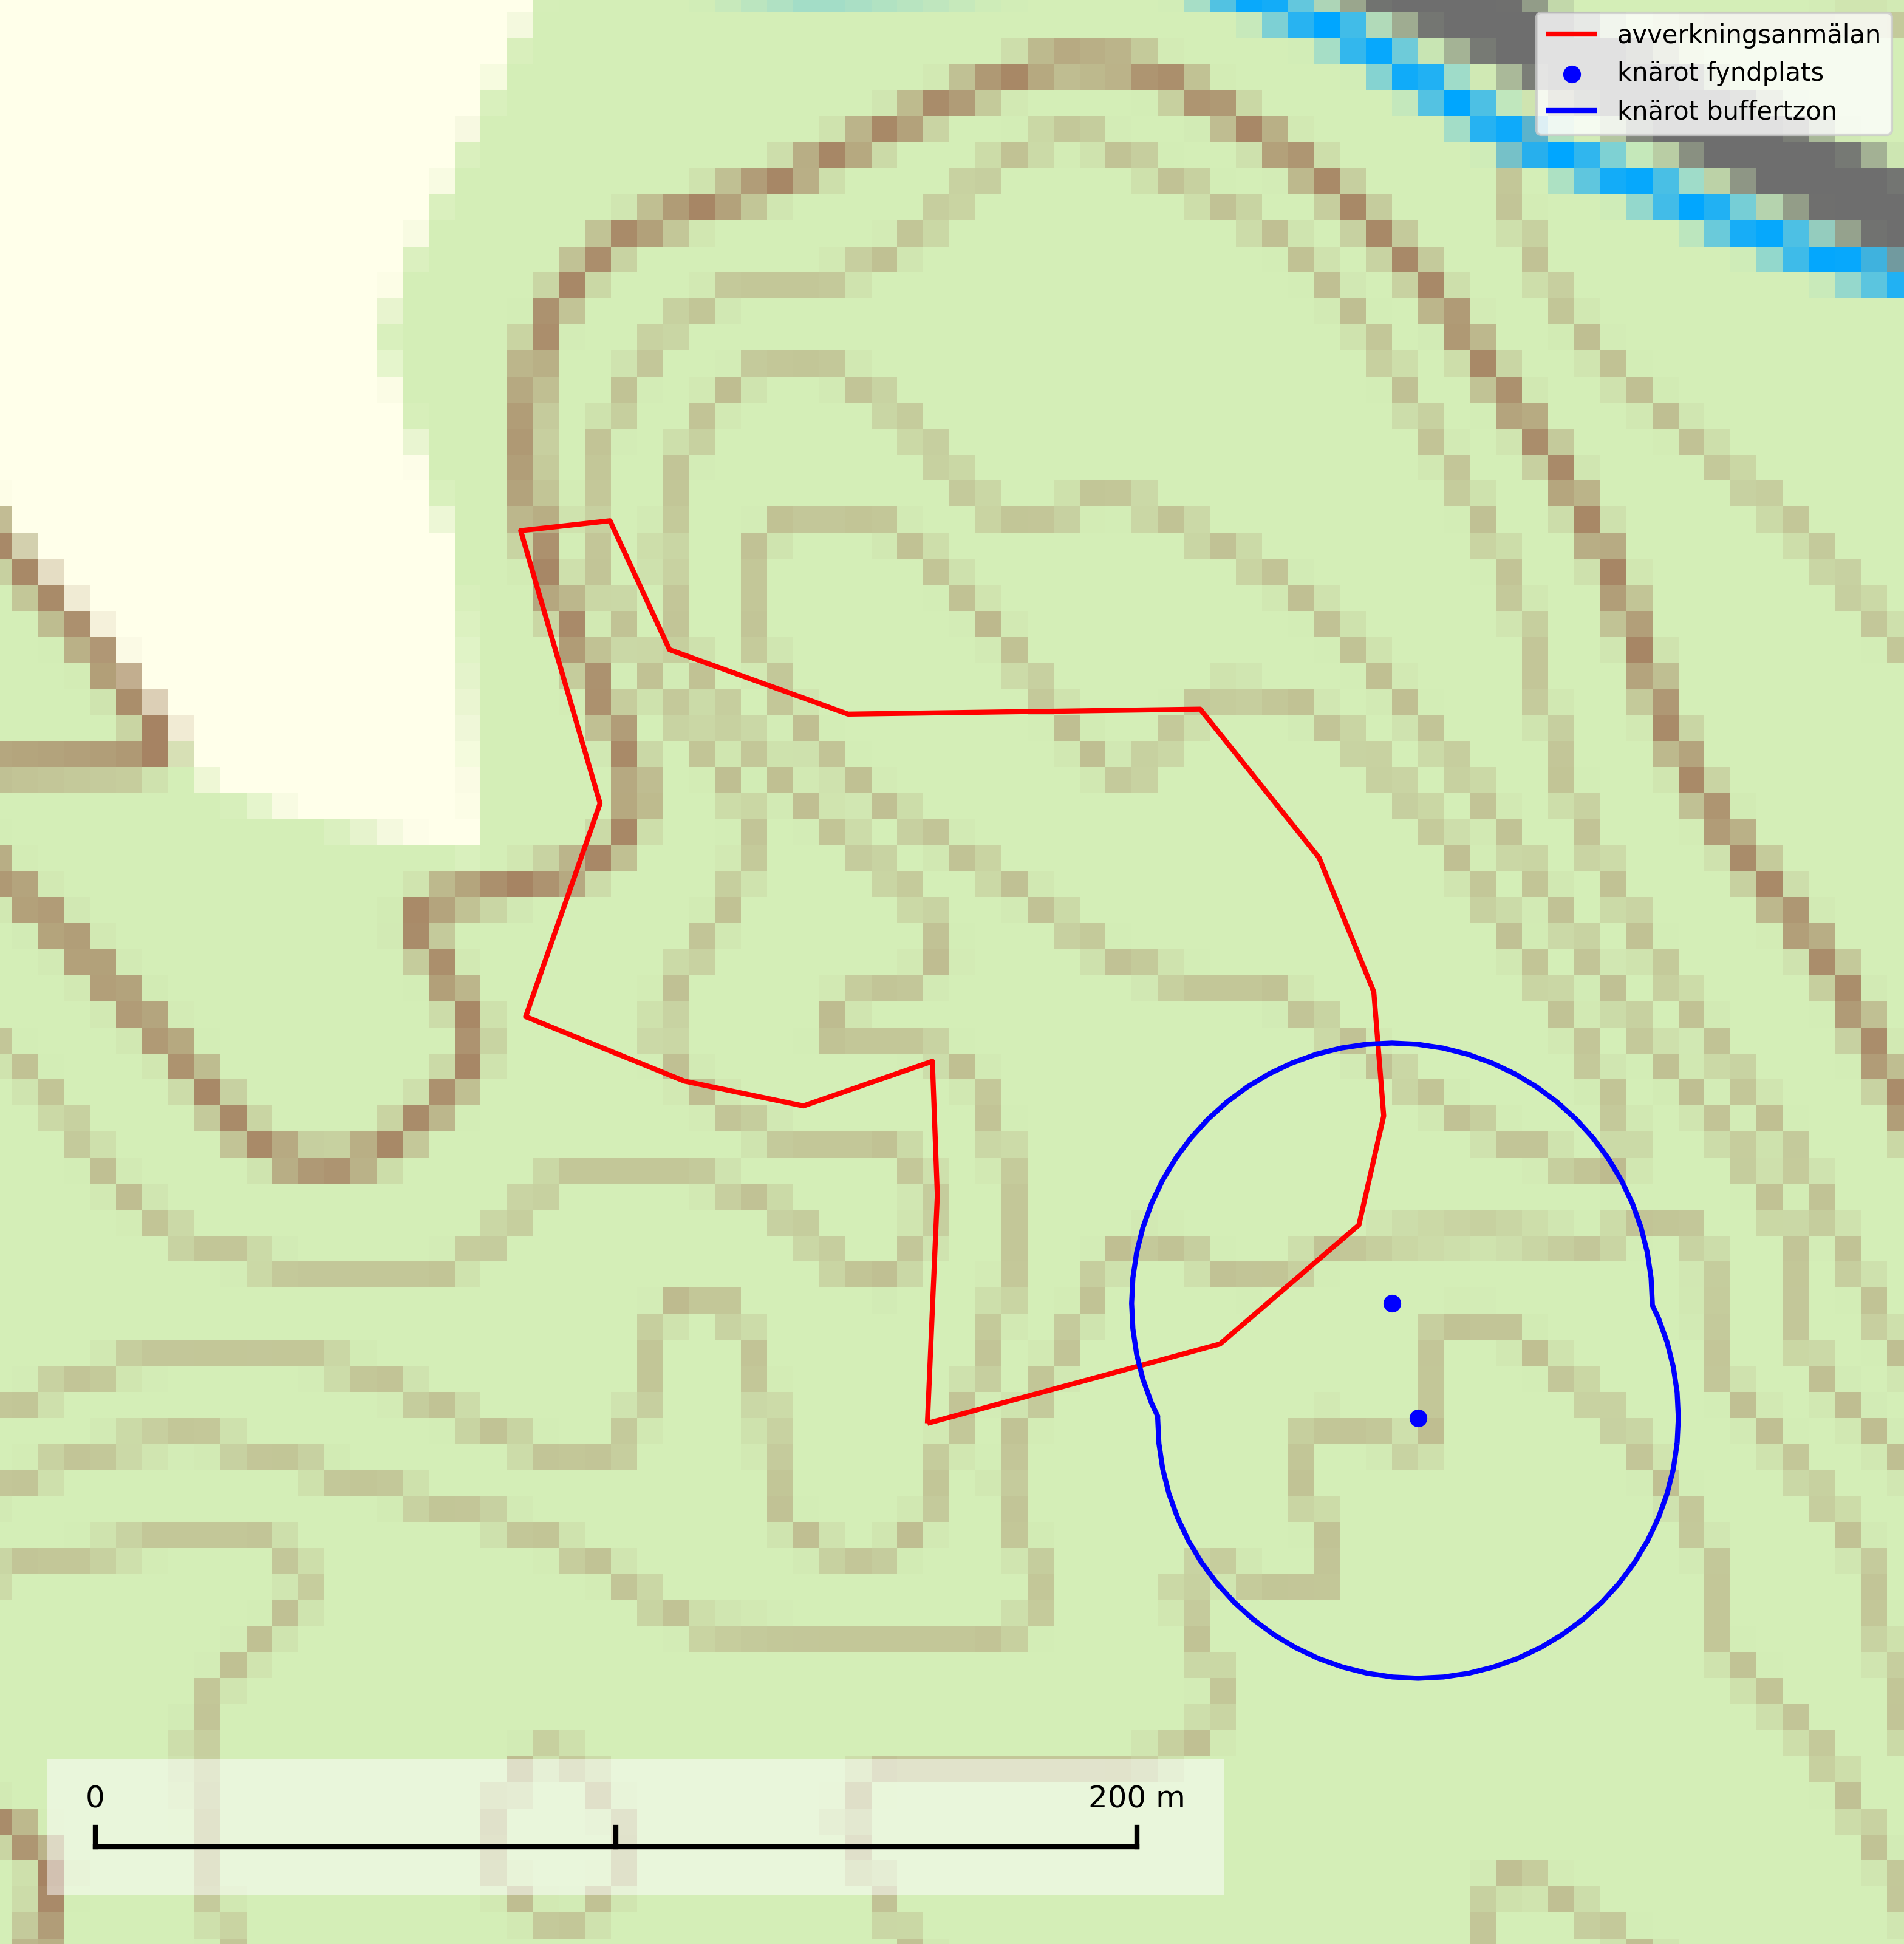 avverkningsanmälan
knärot fyndplats
knärot buffertzon
0
200 m